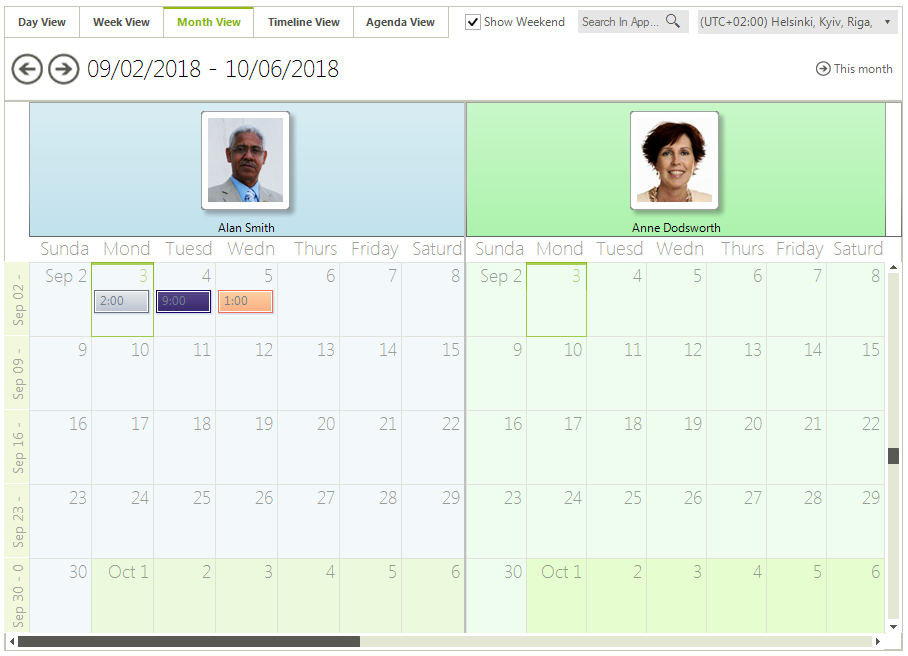 Day View Week View Month View Timeline View Agenda View Show Weekend Search In App... (UTC+02:00) Helsinki, Kyiv, Riga,
09/02/2018 - 10/06/2018 This month
Alan Smith Anne Dodsworth
Sunda Mond Tuesd Wedn Thurs Friday Saturd Sunda Mond Tuesd Wedn Thurs Friday Saturd
Sep 02 - Sep 2 3 4 5 6 7 8 Sep 2 3 4 5 6 7 8
2:00 9:00 1:00
Sep 09 - 9 10 11 12 13 14 15 9 10 11 12 13 14 15
Sep 16 - 16 17 18 19 20 21 22 16 17 18 19 20 21 22
Sep 23 - 23 24 25 26 27 28 29 23 24 25 26 27 28 29
Sep 30 - 0 30 Oct 1 2 3 4 5 6 30 Oct 1 2 3 4 5 6